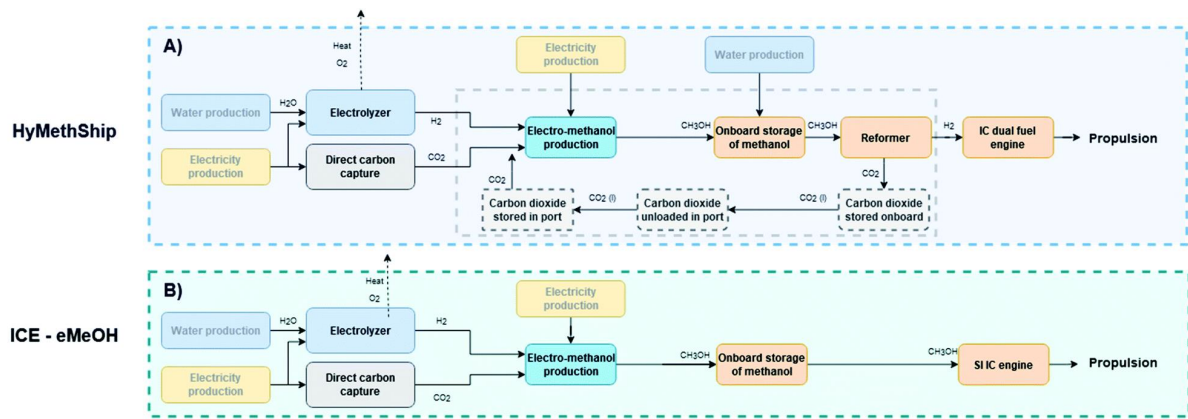 A)
HyMethShip
Heat
O2
Water production
H2O
Electrolyzer
H2
Electricity
production
Direct carbon
capture
CO2
Electricity
production
Electro-methanol
production
CH3OH
Water production
Onboard storage
of methanol
CH3OH
Reformer
H2
IC dual fuel
engine
Propulsion
CO2
Carbon dioxide
stored onboard
CO2 (l)
Carbon dioxide
unloaded in port
CO2 (l)
Carbon dioxide
stored in port
CO2
B)
ICE - eMeOH
Heat
O2
Water production
H2O
Electrolyzer
H2
Electricity
production
Direct carbon
capture
CO2
Electricity
production
Electro-methanol
production
CH3OH
Onboard storage
of methanol
CH3OH
SI IC engine
Propulsion